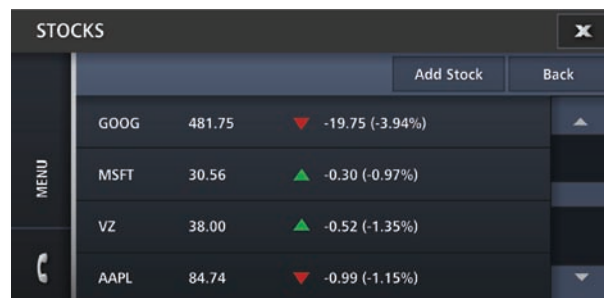 STOCKS
Add Stock Back
MENU
GOOG 481.75 -19.75 (-3.94%)
MSFT 30.56 -0.30 (-0.97%)
VZ 38.00 -0.52 (-1.35%)
AAPL 84.74 -0.99 (-1.15%)